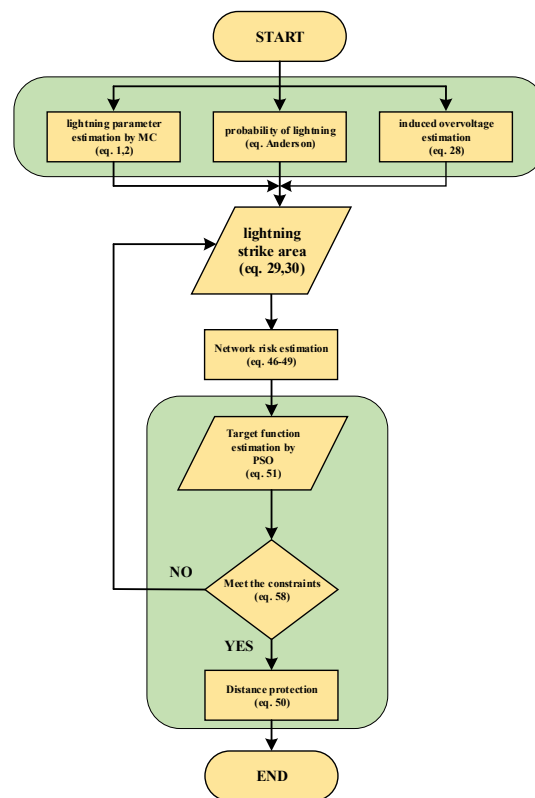 START
lightning parameter
estimation by MC
(eq. 1,2)
probability of lightning
(eq. Anderson)
induced overvoltage
estimation
(eq. 28)
lightning
strike area
(eq. 29,30)
Network risk estimation
(eq. 46-49)
Target function
estimation by
PSO
(eq. 51)
NO
Meet the constraints
(eq. 58)
YES
Distance protection
(eq. 50)
END